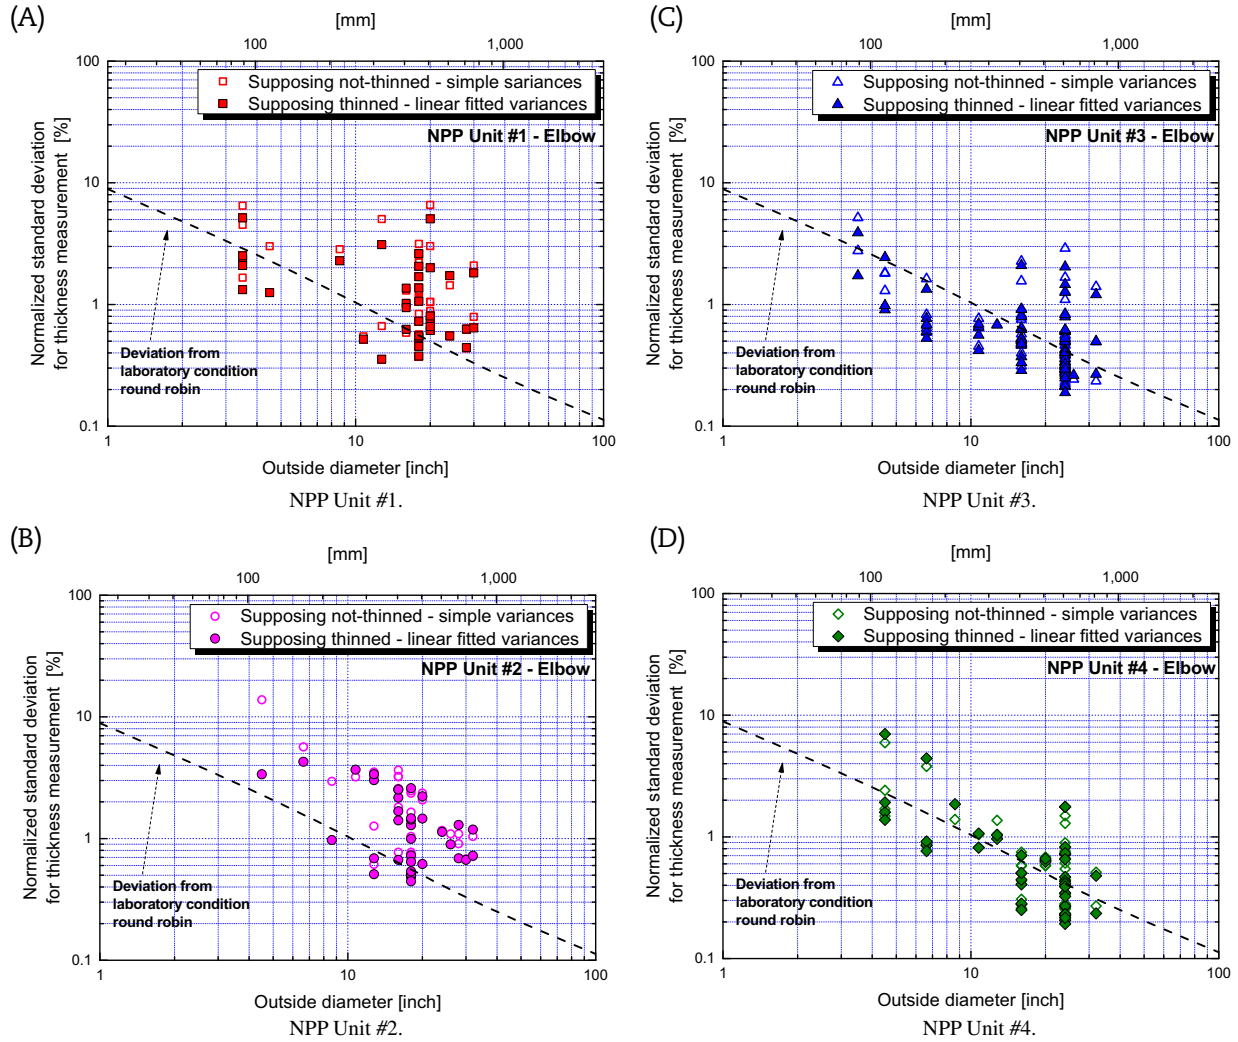 (A)
[mm]
100 1,000
100
10
1
0.1
Normalized standard deviation
for thickness measurement [%]
Supposing not-thinned - simple sariances
Supposing thinned - linear fitted variances
NPP Unit #1 - Elbow
Deviation from
laboratory condition
round robin
1 10 100
Outside diameter [inch]
NPP Unit #1.
(C)
[mm]
100 1,000
100
10
1
0.1
Normalized standard deviation
for thickness measurement [%]
Supposing not-thinned - simple variances
Supposing thinned - linear fitted variances
NPP Unit #3 - Elbow
Deviation from
laboratory condition
round robin
1 10 100
Outside diameter [inch]
NPP Unit #3.
(B)
[mm]
100 1,000
100
10
1
0.1
Normalized standard deviation
for thickness measurement [%]
Supposing not-thinned - simple variances
Supposing thinned - linear fitted variances
NPP Unit #2 - Elbow
Deviation from
laboratory condition
round robin
1 10 100
Outside diameter [inch]
NPP Unit #2.
(D)
[mm]
100 1,000
100
10
1
0.1
Normalized standard deviation
for thickness measurement [%]
Supposing not-thinned - simple variances
Supposing thinned - linear fitted variances
NPP Unit #4 - Elbow
Deviation from
laboratory condition
round robin
1 10 100
Outside diameter [inch]
NPP Unit #4.